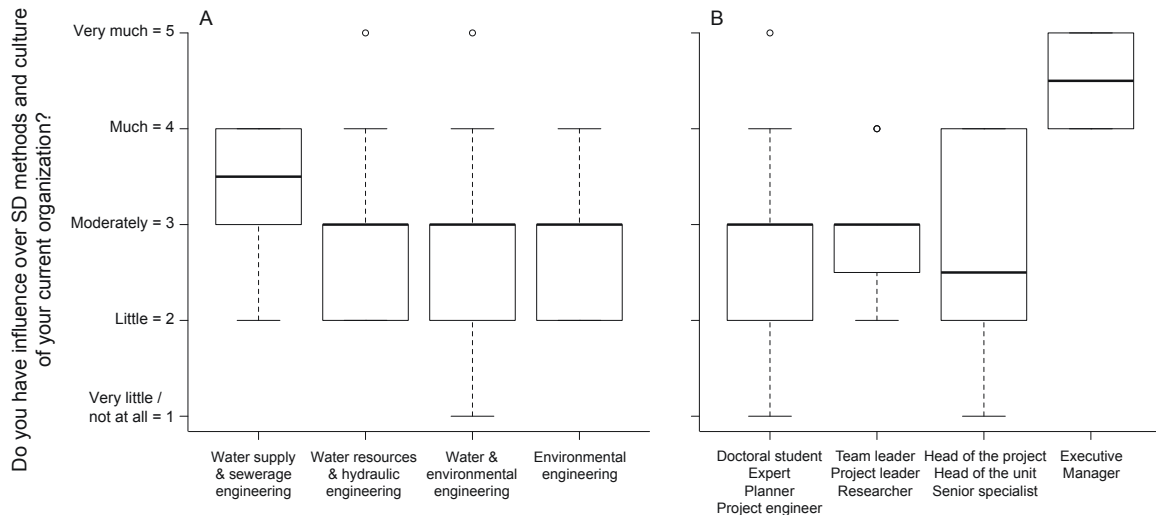 Do you have influence over SD methods and culture
of your current organization?
A
Very much = 5
Much = 4
Moderately = 3
Little = 2
Very little /
not at all = 1
Water supply
& sewerage
engineering
Water resources
& hydraulic
engineering
Water &
environmental
engineering
Environmental
engineering
B
Doctoral student
Expert
Planner
Project engineer
Team leader
Project leader
Researcher
Head of the project
Head of the unit
Senior specialist
Executive
Manager